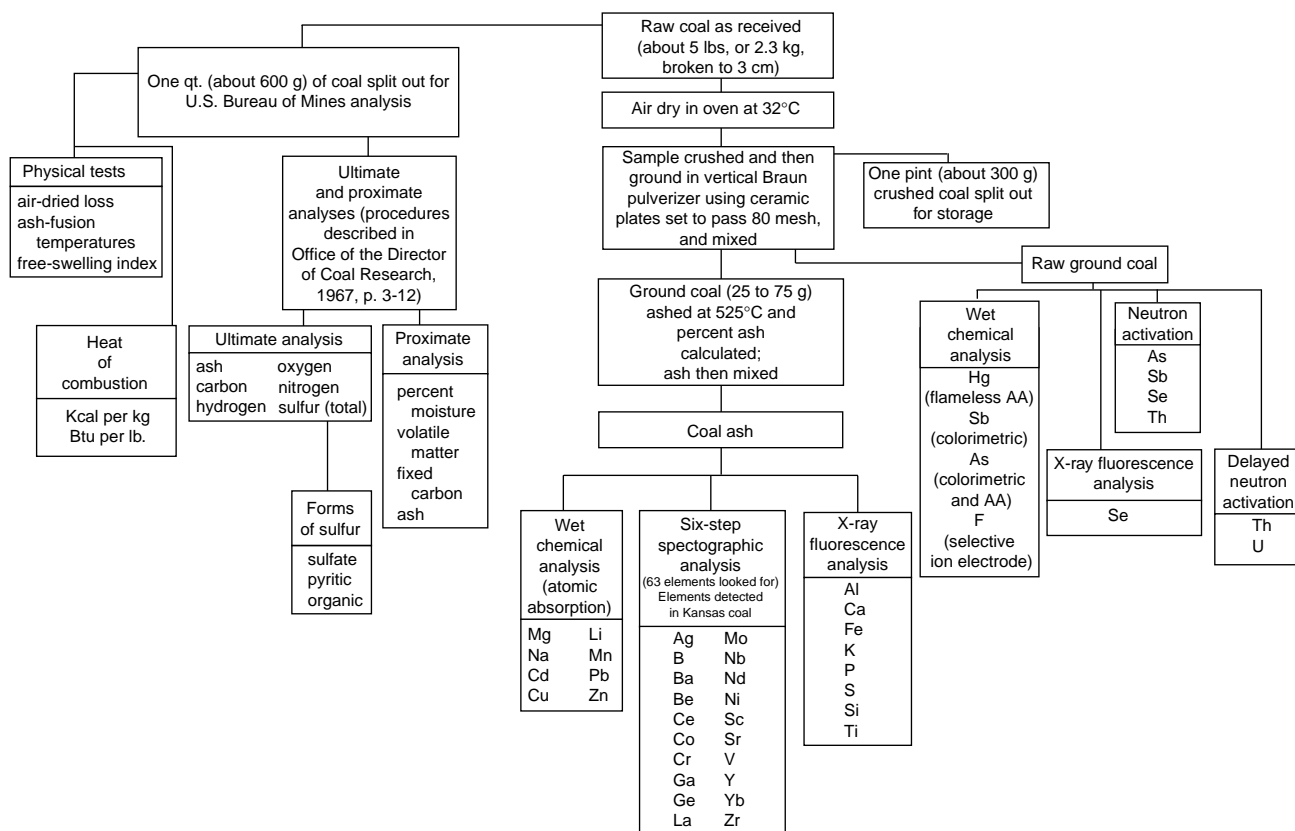 Raw coal as received
(about 5 lbs, or 2.3 kg,
broken to 3 cm)
One qt. (about 600 g) of coal split out for
U.S. Bureau of Mines analysis
Air dry in oven at 32°C
Physical tests
air-dried loss
ash-fusion
temperatures
free-swelling index
Ultimate
and proximate
analyses (procedures
described in
Office of the Director
of Coal Research,
1967, p. 3-12)
Sample crushed and then
ground in vertical Braun
pulverizer using ceramic
plates set to pass 80 mesh,
and mixed
One pint (about 300 g)
crushed coal split out
for storage
Raw ground coal
Heat
of
combustion
Kcal per kg
Btu per lb.
Ultimate analysis
ash oxygen
carbon nitrogen
hydrogen sulfur (total)
Proximate
analysis
percent
moisture
volatile
matter
fixed
carbon
ash
Forms
of sulfur
sulfate
pyritic
organic
Ground coal (25 to 75 g)
ashed at 525°C and
percent ash
calculated;
ash then mixed
Coal ash
Wet
chemical
analysis
(atomic
absorption)
Mg Li
Na Mn
Cd Pb
Cu Zn
Six-step
spectographic
analysis
(63 elements looked for)
Elements detected
in Kansas coal
Ag Mo
B Nb
Ba Nd
Be Ni
Ce Sc
Co Sr
Cr V
Ga Y
Ge Yb
La Zr
X-ray
fluorescence
analysis
Al
Ca
Fe
K
P
S
Si
Ti
Wet
chemical
analysis
Hg
(flameless AA)
Sb
(colorimetric)
As
(colorimetric
and AA)
F
(selective
ion electrode)
X-ray fluorescence
analysis
Se
Neutron
activation
As
Sb
Se
Th
Delayed
neutron
activation
Th
U